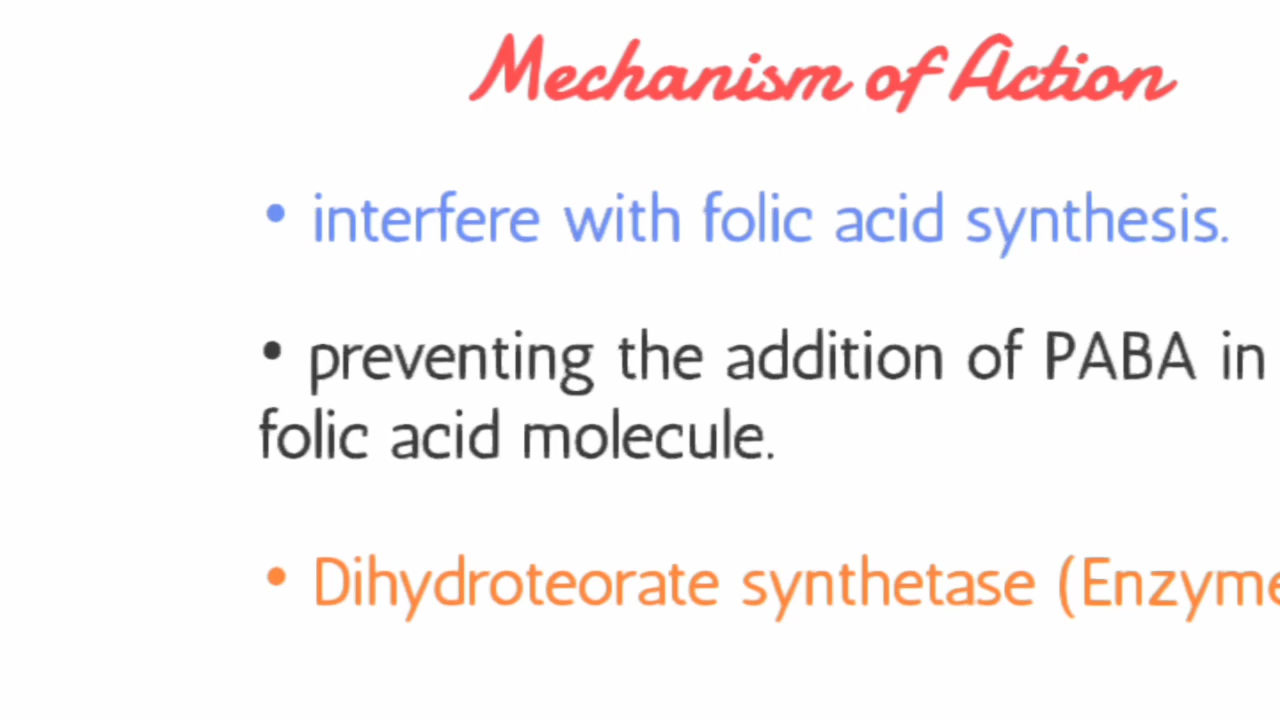 Mechanism of Action
• interfere with folic acid synthesis.
• preventing the addition of PABA in
folic acid molecule.
• Dihydroteorate synthetase (Enzyme